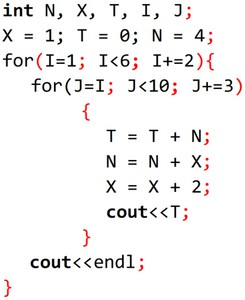 int N, X, T, I, J;
X = 1; T = 0; N = 4;
for(I=1; I<6; I+=2){
for(J=I; J<10; J+=3)
{
T = T + N;
N = N + X;
X = X + 2;
cout<<T;
}
cout<<endl;
}